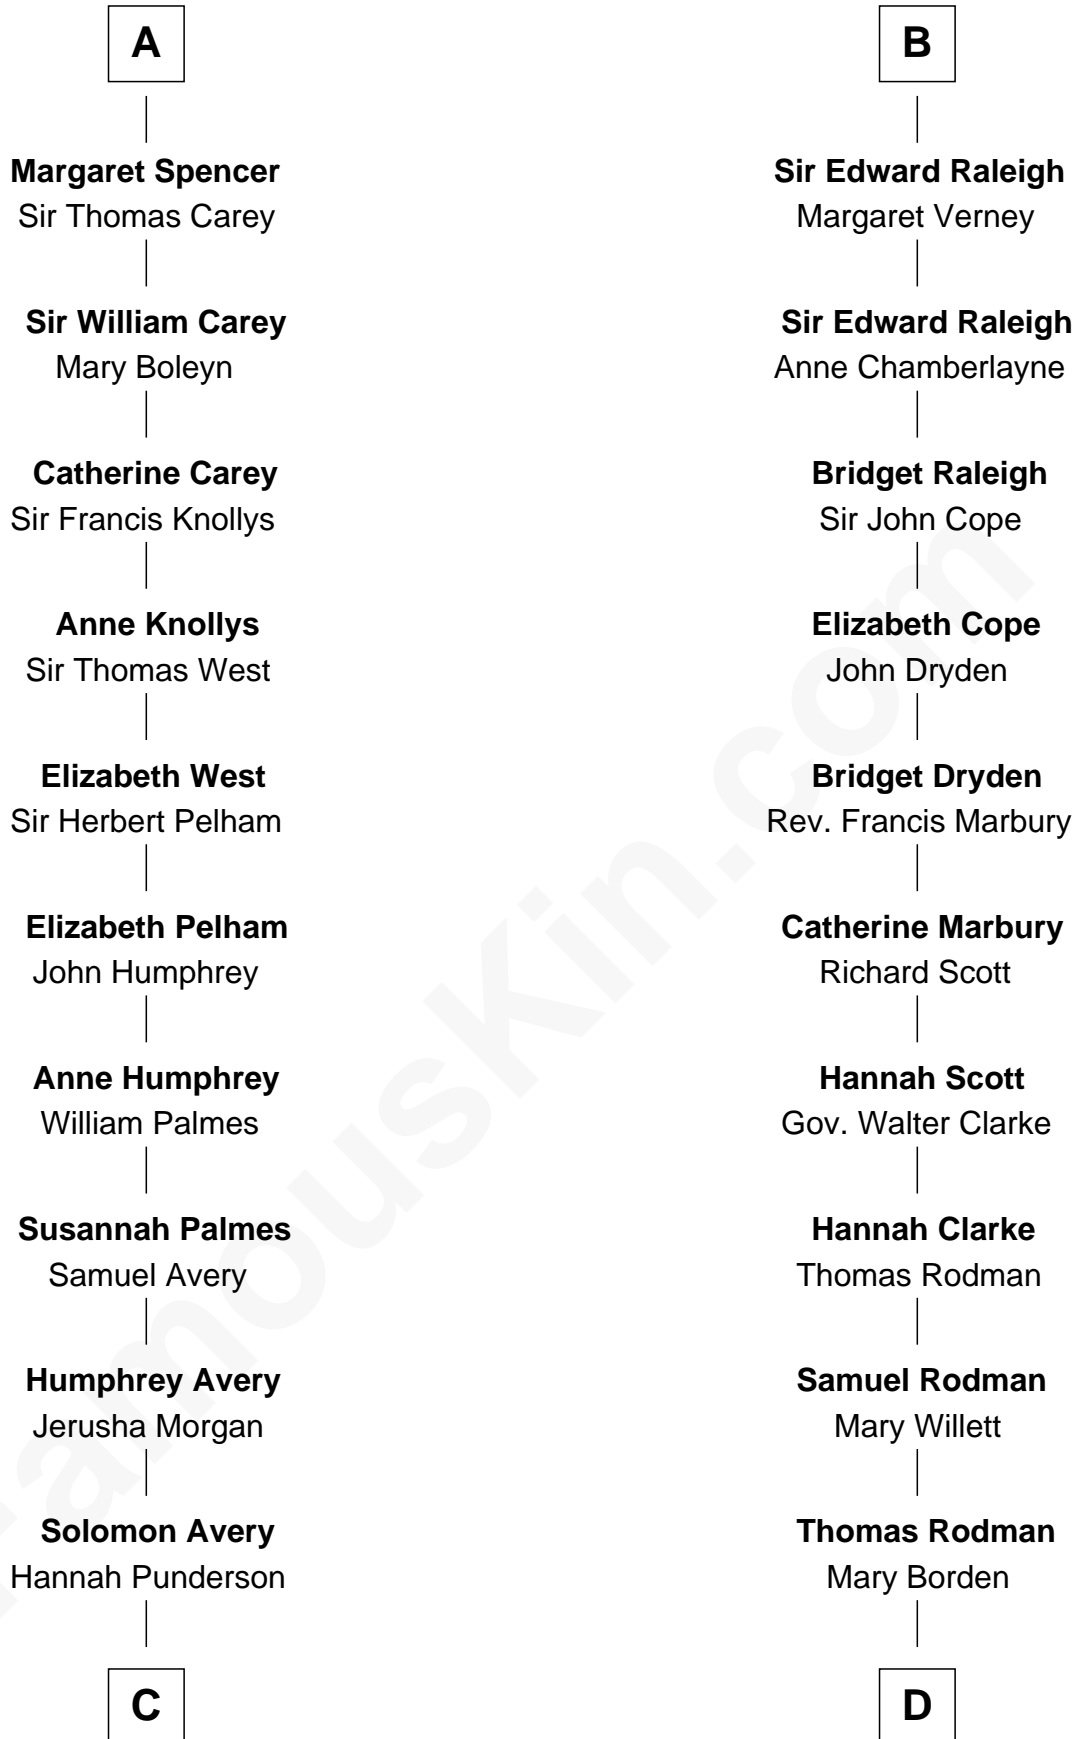 A
Margaret Spencer
Sir Thomas Carey
Sir William Carey
Mary Boleyn
Catherine Carey
Sir Francis Knollys
Anne Knollys
Sir Thomas West
Elizabeth West
Sir Herbert Pelham
Elizabeth Pelham
John Humphrey
Anne Humphrey
William Palmes
Susannah Palmes
Samuel Avery
Humphrey Avery
Jerusha Morgan
Solomon Avery
Hannah Punderson
C
B
Sir Edward Raleigh
Margaret Verney
Sir Edward Raleigh
Anne Chamberlayne
Bridget Raleigh
Sir John Cope
Elizabeth Cope
John Dryden
Bridget Dryden
Rev. Francis Marbury
Catherine Marbury
Richard Scott
Hannah Scott
Gov. Walter Clarke
Hannah Clarke
Thomas Rodman
Samuel Rodman
Mary Willett
Thomas Rodman
Mary Borden
D
FamousKin.com